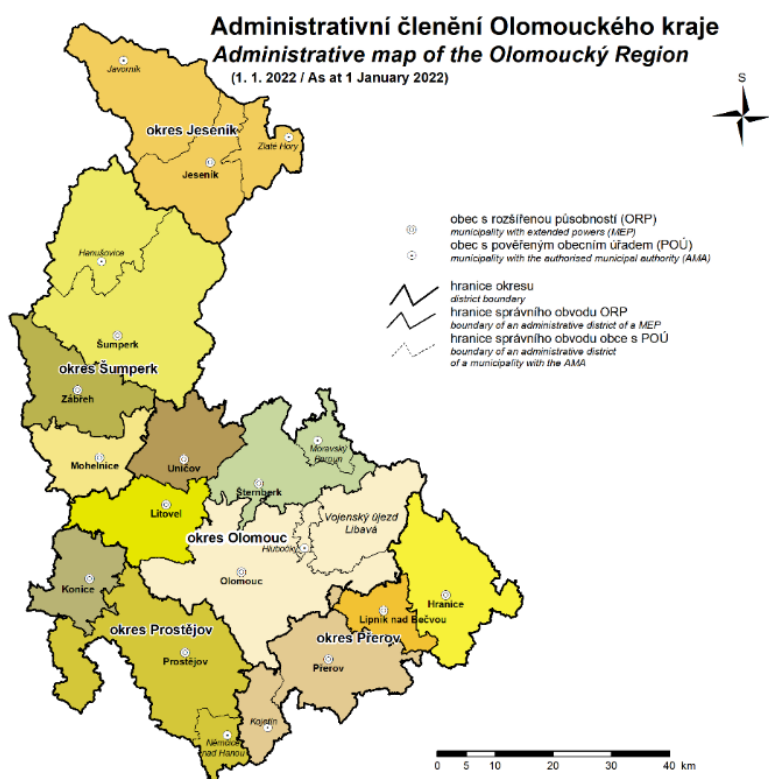 Administrativní členění Olomouckého kraje
Administrative map of the Olomoucký Region
(1. 1. 2022 / As at 1 January 2022)
S
Javorník
okres Jeseník
Zlaté Hory
Jeseník
obec s rozšířenou působností (ORP)
municipality with extended powers (MEP)
obec s pověřeným obecním úřadem (POÚ)
municipality with the authorised municipal authority (AMA)
hranice okresu
district boundary
hranice správního obvodu ORP
boundary of an administrative district of a MEP
hranice správního obvodu obce s POÚ
boundary of an administrative district
of a municipality with the AMA
Hanušovice
Šumperk
okres Šumperk
Zábřeh
Moravský
Beroun
Mohelnice
Uničov
Šternberk
Litovel
Vojenský újezd
Libavá
okres Olomouc
Hlubočky
Konice
Olomouc
Hranice
Lipník nad Bečvou
okres Prostějov
okres Přerov
Prostějov
Přerov
Kojetín
Němčice
nad Hanou
0 5 10 20 30 40 km